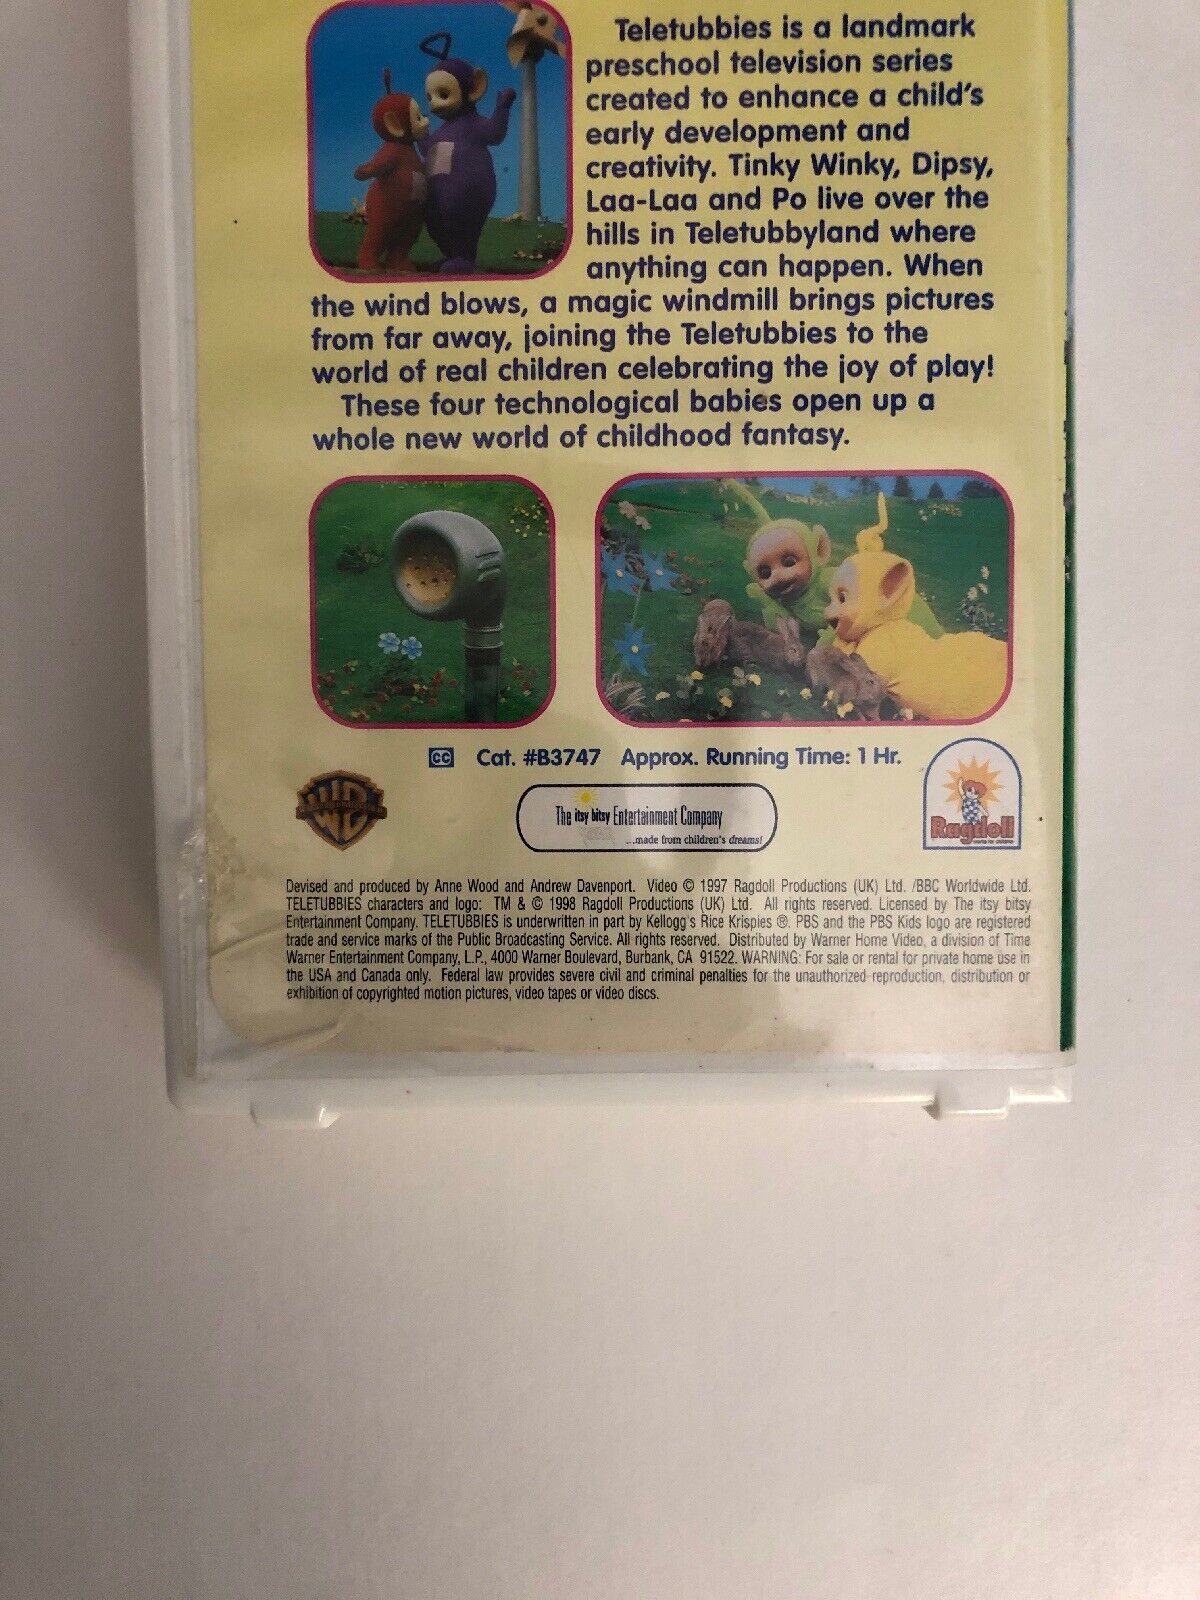 Teletubbies is a landmark
preschool television series
created to enhance a child's
early development and
creativity. Tinky Winky, Dipsy,
Laa-Laa and Po live over the
hills in Teletubbyland where
anything can happen. When
the wind blows, a magic windmill brings pictures
from far away, joining the Teletubbies to the
world of real children celebrating the joy of play!
These four technological babies open up a
whole new world of childhood fantasy.
CC Cat. #B3747 Approx. Running Time: 1 Hr.
WB
The itsy bitsy Entertainment Company
...made from children's dreams!
Ragdoll
Devised and produced by Anne Wood and Andrew Davenport. Video © 1997 Ragdoll Productions (UK) Ltd. /BBC Worldwide Ltd.
TELETUBBIES characters and logo: TM & © 1998 Ragdoll Productions (UK) Ltd. All rights reserved. Licensed by The itsy bitsy
Entertainment Company. TELETUBBIES is underwritten in part by Kellogg's Rice Krispies ®. PBS and the PBS Kids logo are registered
trade and service marks of the Public Broadcasting Service. All rights reserved. Distributed by Warner Home Video, a division of Time
Warner Entertainment Company, L.P., 4000 Warner Boulevard, Burbank, CA 91522. WARNING: For sale or rental for private home use in
the USA and Canada only. Federal law provides severe civil and criminal penalties for the unauthorized reproduction, distribution or
exhibition of copyrighted motion pictures, video tapes or video discs.